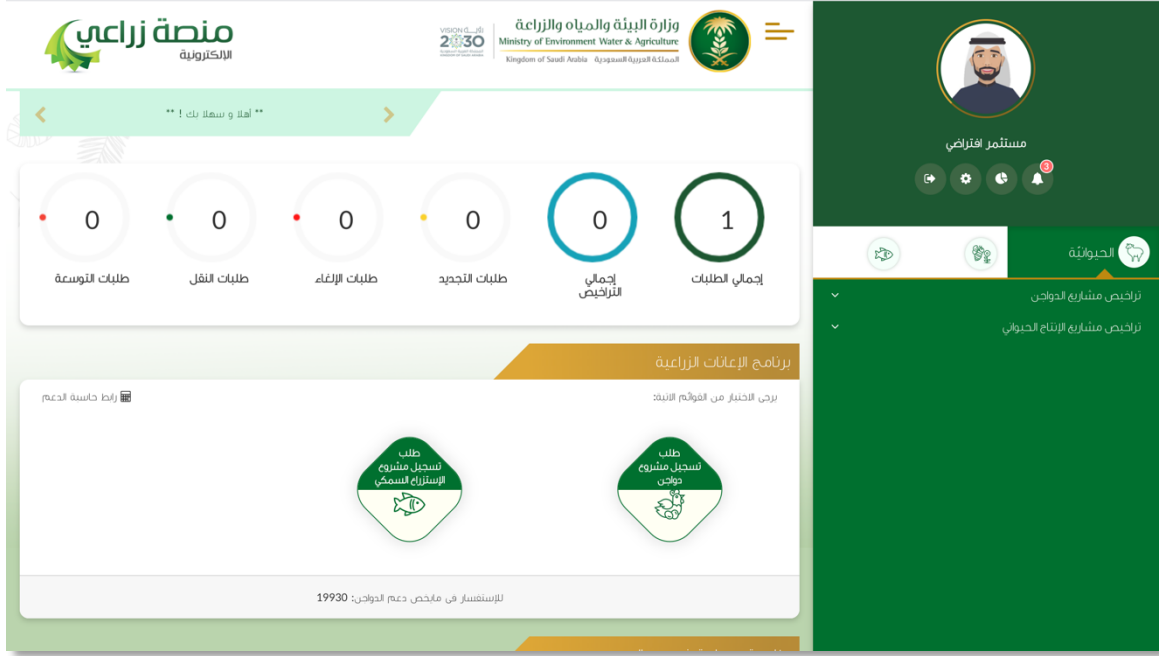 وزارة البيئة والمياه والزراعة
Ministry of Environment Water & Agriculture
Kingdom of Saudi Arabia المملكة العربية السعودية
VISION رؤية
2030
منصة زراعي
الإلكترونية
مستثمر افتراضي
3
الحيوانيّة
تراخيص مشاريع الدواجن
تراخيص مشاريع الإنتاج الحيواني
** أهلا و سهلا بك ! **
1
إجمالي الطلبات
0
إجمالي
التراخيص
0
طلبات التجديد
0
طلبات الإلغاء
0
طلبات النقل
0
طلبات التوسعة
برنامج الإعانات الزراعية
يرجى الاختيار من القوائم الاتية:
رابط حاسبة الدعم
طلب
تسجيل مشروع
دواجن
طلب
تسجيل مشروع
الإستزراع السمكي
للإستفسار في مايخص دعم الدواجن: 19930